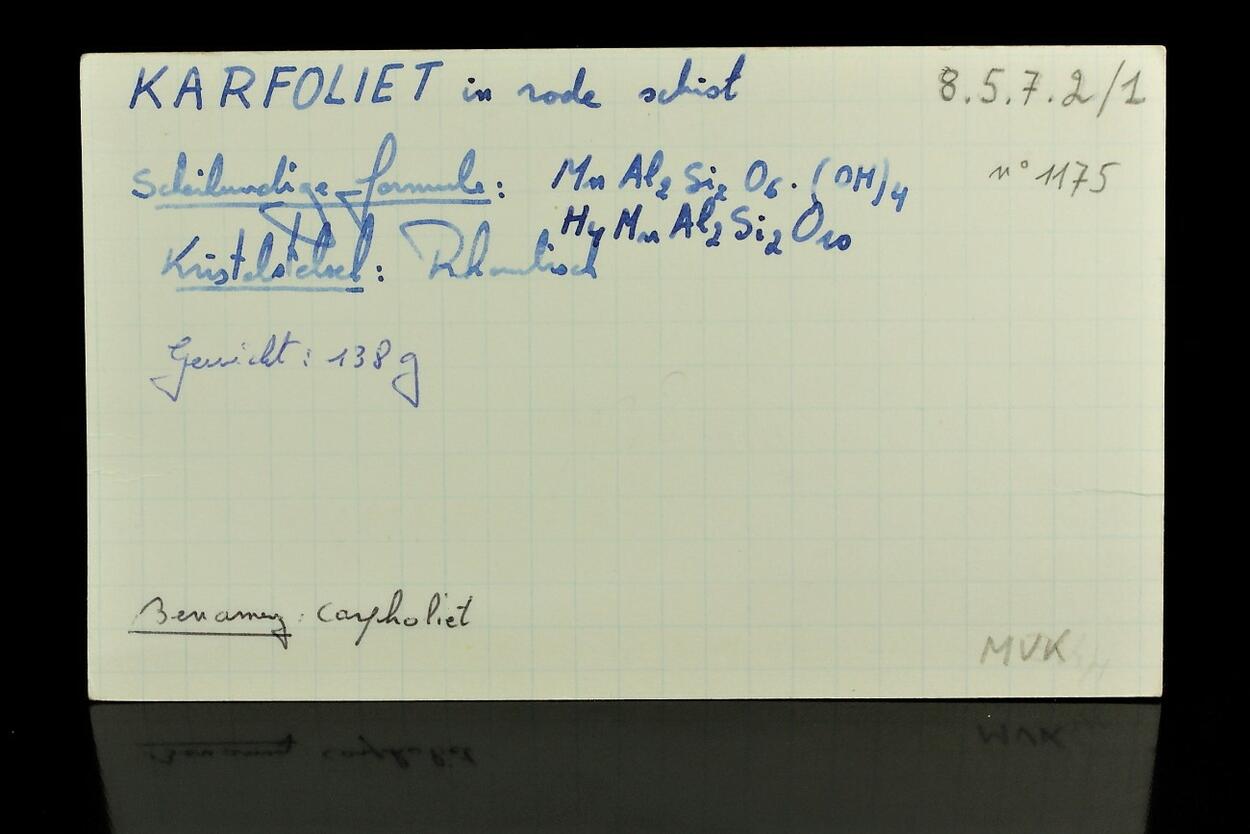 KARFOLIET in rode schist 8.5.7.2/1
Scheikundige formule: Mn Al₂ Si₂ O₆.(OH)₄ n° 1175
H₄ Mn Al₂ Si₂ O₁₀
Kristalstelsel: Rhombisch
Gewicht: 138 g
Benaming: carpholiet
MVK